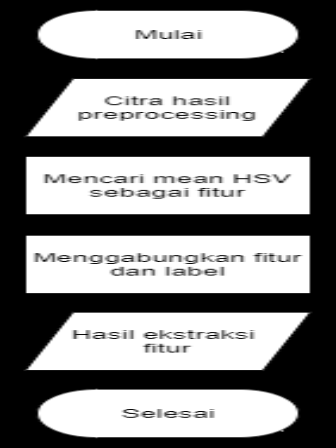 Mulai
Citra hasil
preprocessing
Mencari mean HSV
sebagai fitur
Menggabungkan fitur
dan label
Hasil ekstraksi
fitur
Selesai